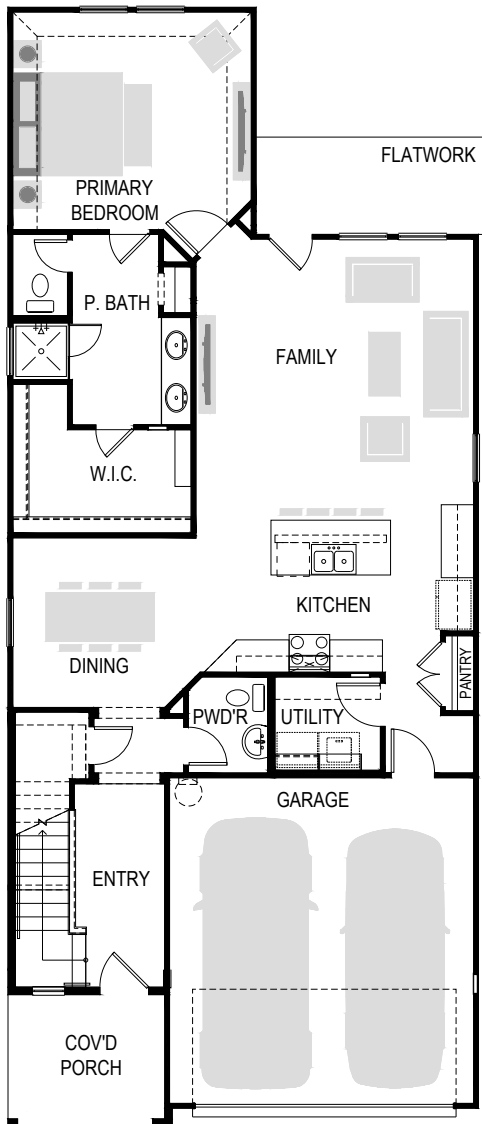 FLATWORK
PRIMARY
BEDROOM
P. BATH
FAMILY
W.I.C.
KITCHEN
DINING
PANTRY
PWD'R
UTILITY
GARAGE
ENTRY
COV'D
PORCH